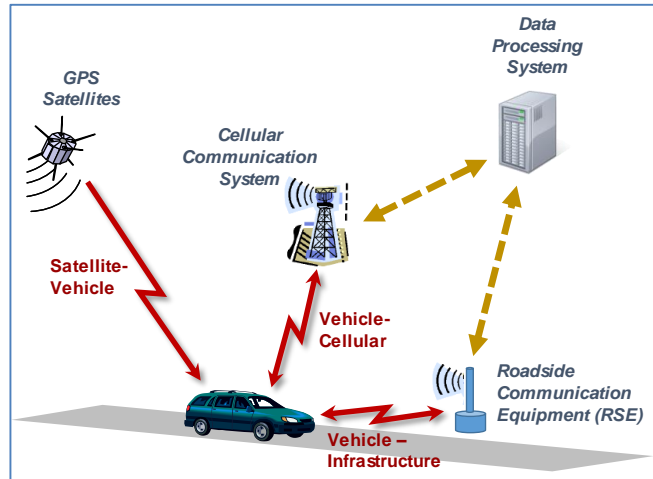 GPS
Satellites
Data
Processing
System
Cellular
Communication
System
Satellite-
Vehicle
Vehicle-
Cellular
Roadside
Communication
Equipment (RSE)
Vehicle –
Infrastructure